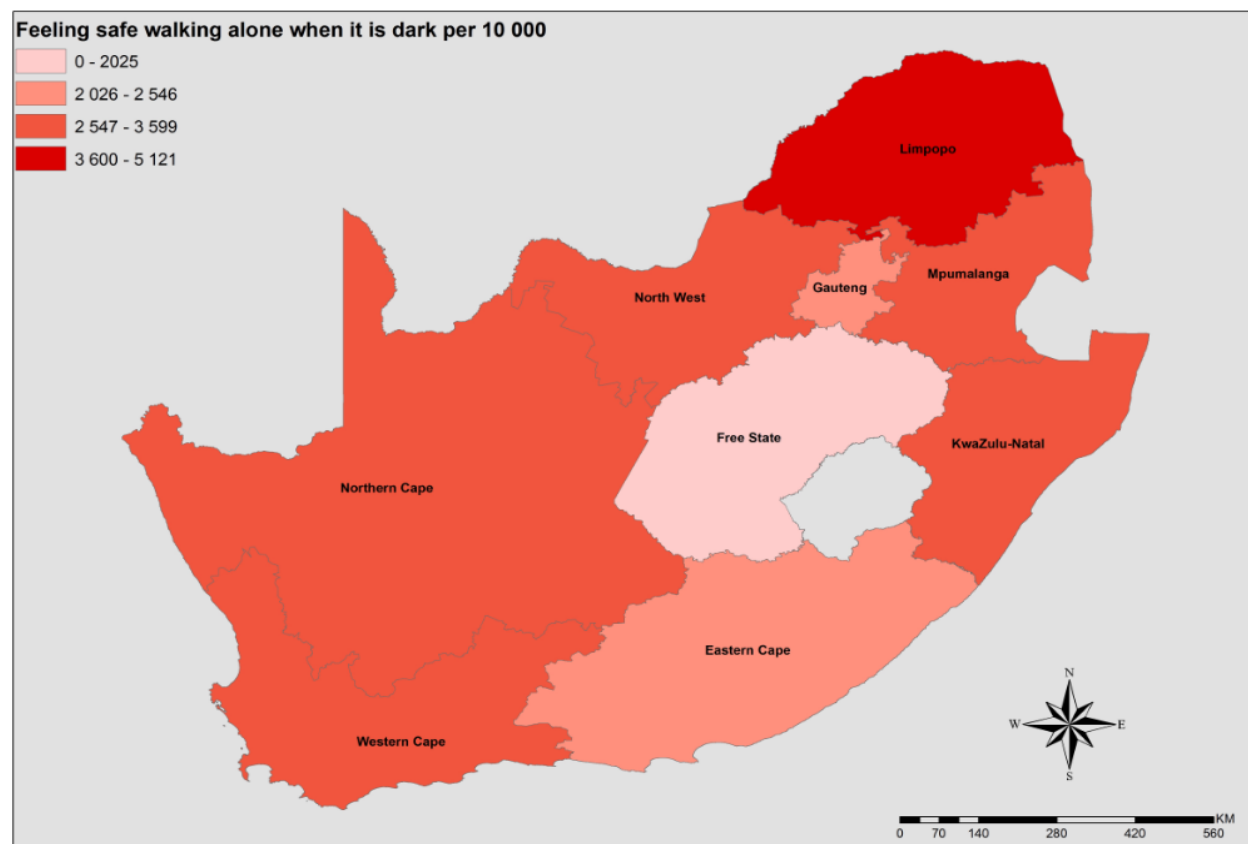 Feeling safe walking alone when it is dark per 10 000
0 - 2025
2 026 - 2 546
2 547 - 3 599
3 600 - 5 121
Limpopo
Mpumalanga
Gauteng
North West
Free State
KwaZulu-Natal
Northern Cape
Eastern Cape
Western Cape
N
W E
S
KM
0 70 140 280 420 560